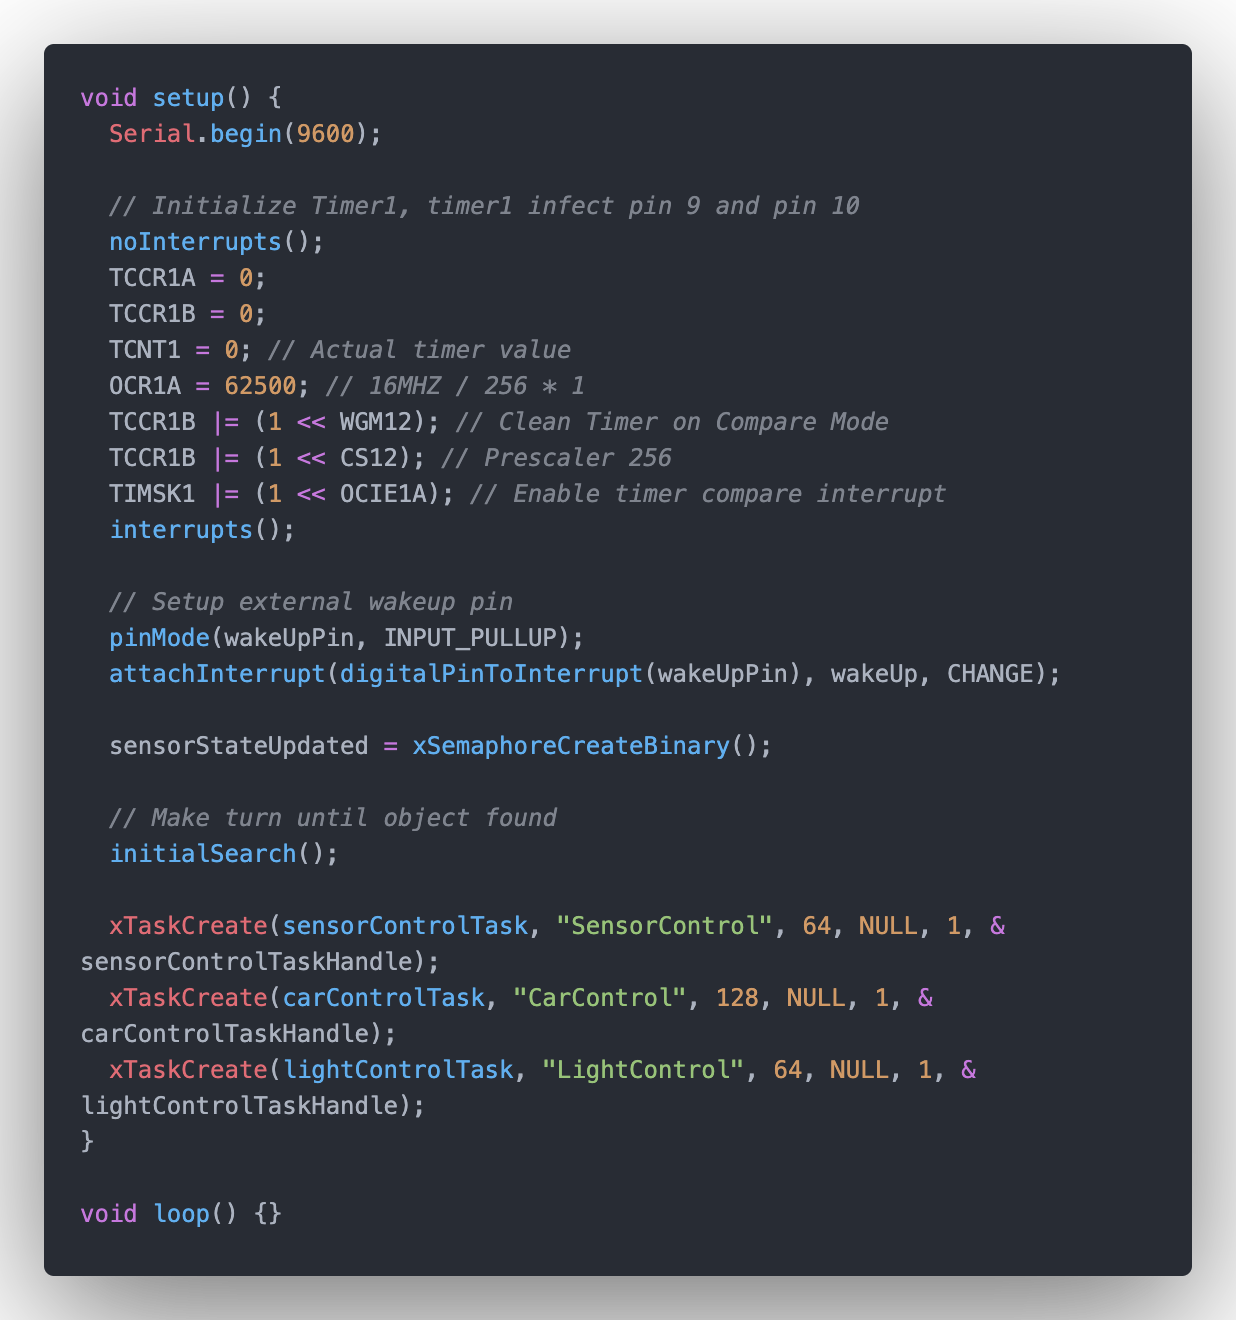 void setup() {
  Serial.begin(9600);

  // Initialize Timer1, timer1 infect pin 9 and pin 10
  noInterrupts();
  TCCR1A = 0;
  TCCR1B = 0;
  TCNT1 = 0; // Actual timer value
  OCR1A = 62500; // 16MHZ / 256 * 1
  TCCR1B |= (1 << WGM12); // Clean Timer on Compare Mode
  TCCR1B |= (1 << CS12); // Prescaler 256
  TIMSK1 |= (1 << OCIE1A); // Enable timer compare interrupt
  interrupts();

  // Setup external wakeup pin
  pinMode(wakeUpPin, INPUT_PULLUP);
  attachInterrupt(digitalPinToInterrupt(wakeUpPin), wakeUp, CHANGE);

  sensorStateUpdated = xSemaphoreCreateBinary();

  // Make turn until object found
  initialSearch();

  xTaskCreate(sensorControlTask, "SensorControl", 64, NULL, 1, &
sensorControlTaskHandle);
  xTaskCreate(carControlTask, "CarControl", 128, NULL, 1, &
carControlTaskHandle);
  xTaskCreate(lightControlTask, "LightControl", 64, NULL, 1, &
lightControlTaskHandle);
}

void loop() {}